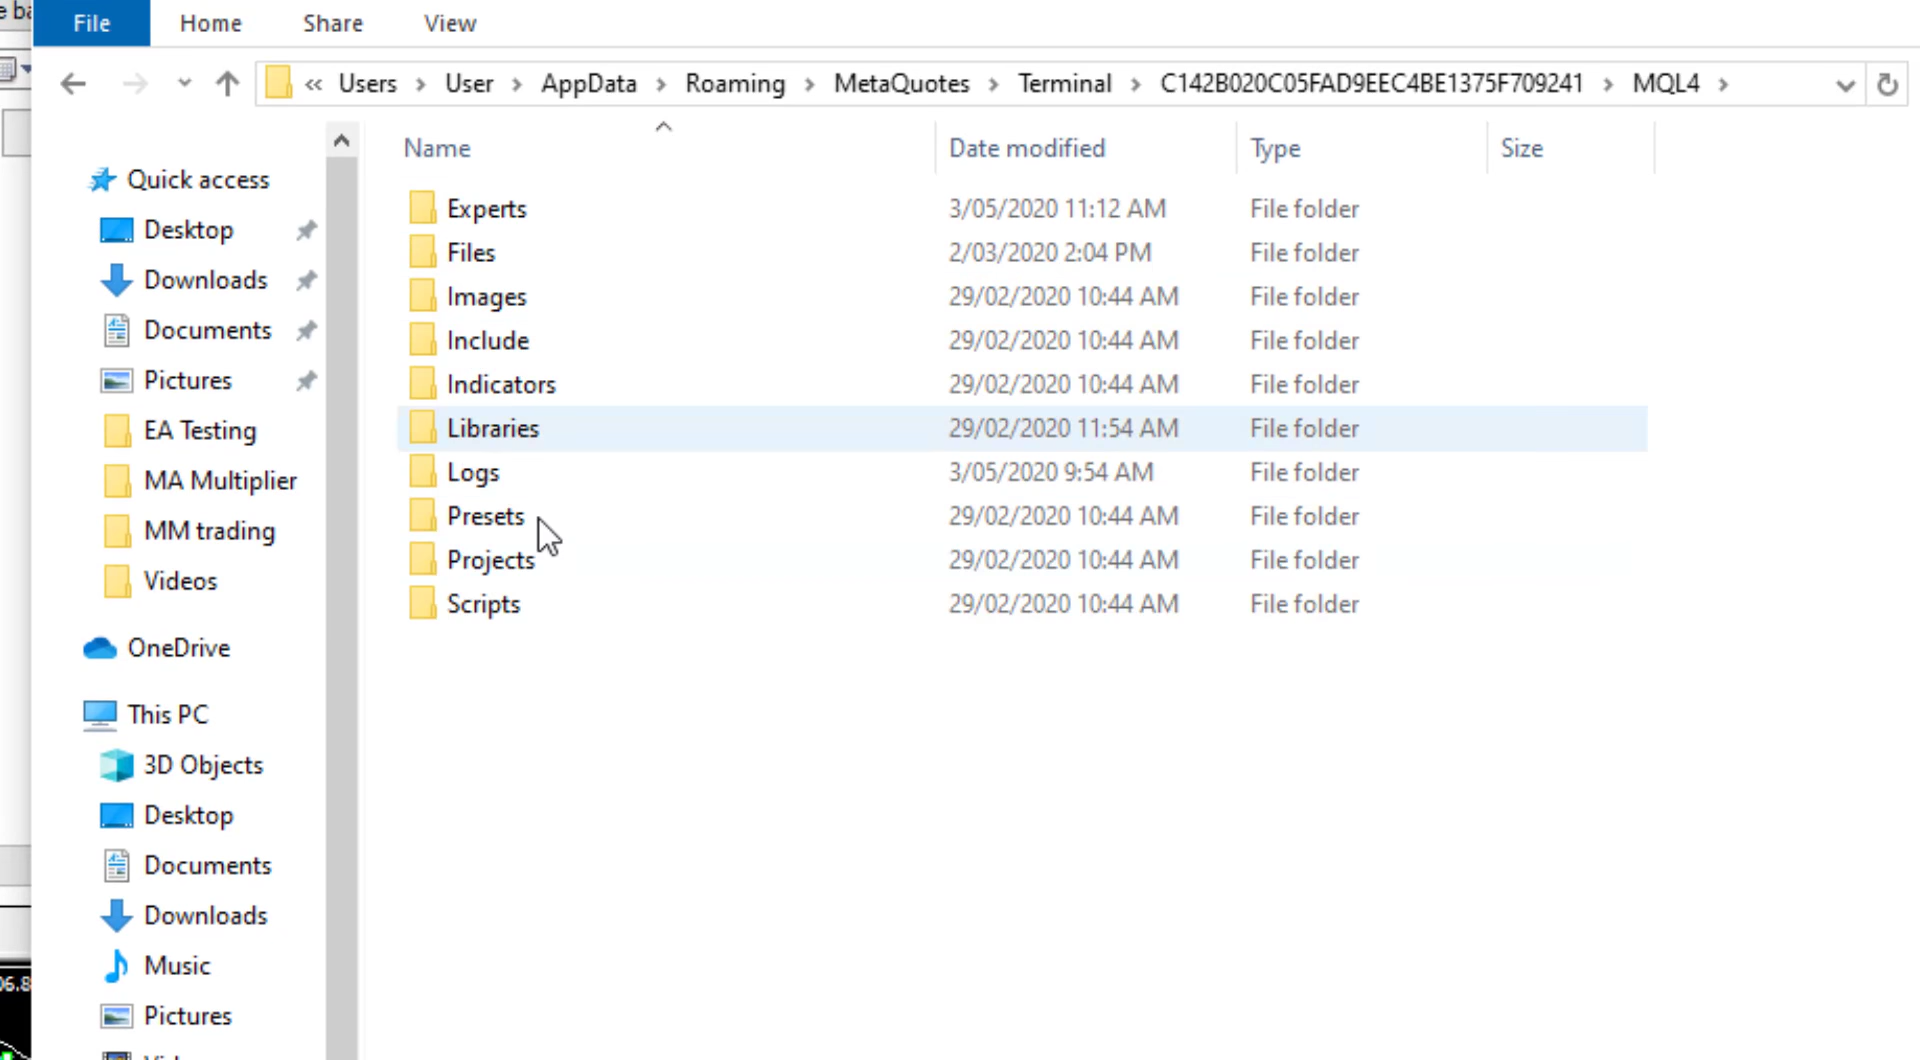 File Home Share View
« Users > User > AppData > Roaming > MetaQuotes > Terminal > C142B020C05FAD9EEC4BE1375F709241 > MQL4 >
Name Date modified Type Size
Quick access
Desktop
Downloads
Documents
Pictures
EA Testing
MA Multiplier
MM trading
Videos
OneDrive
This PC
3D Objects
Desktop
Documents
Downloads
Music
Pictures
Experts 3/05/2020 11:12 AM File folder
Files 2/03/2020 2:04 PM File folder
Images 29/02/2020 10:44 AM File folder
Include 29/02/2020 10:44 AM File folder
Indicators 29/02/2020 10:44 AM File folder
Libraries 29/02/2020 11:54 AM File folder
Logs 3/05/2020 9:54 AM File folder
Presets 29/02/2020 10:44 AM File folder
Projects 29/02/2020 10:44 AM File folder
Scripts 29/02/2020 10:44 AM File folder